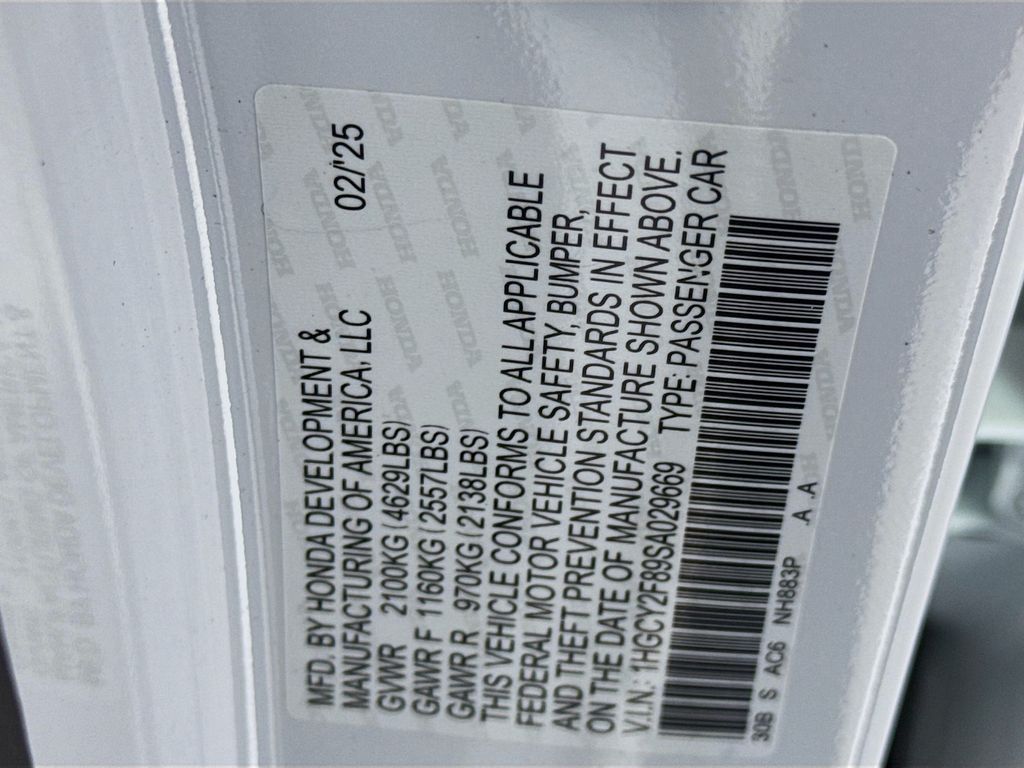 MFD. BY HONDA DEVELOPMENT &
MANUFACTURING OF AMERICA, LLC 02/'25
GVWR 2100KG (4629LBS)
GAWR F 1160KG (2557LBS)
GAWR R 970KG (2138LBS)
THIS VEHICLE CONFORMS TO ALL APPLICABLE
FEDERAL MOTOR VEHICLE SAFETY, BUMPER,
AND THEFT PREVENTION STANDARDS IN EFFECT
ON THE DATE OF MANUFACTURE SHOWN ABOVE.
V.I.N.: 1HGCY2F89SA029669 TYPE: PASSENGER CAR
30B S AC6 NH883P A A